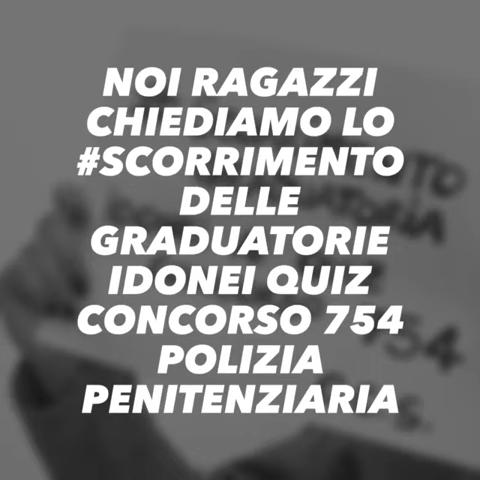 NOI RAGAZZI
CHIEDIAMO LO
#SCORRIMENTO
DELLE
GRADUATORIE
IDONEI QUIZ
CONCORSO 754
POLIZIA
PENITENZIARIA